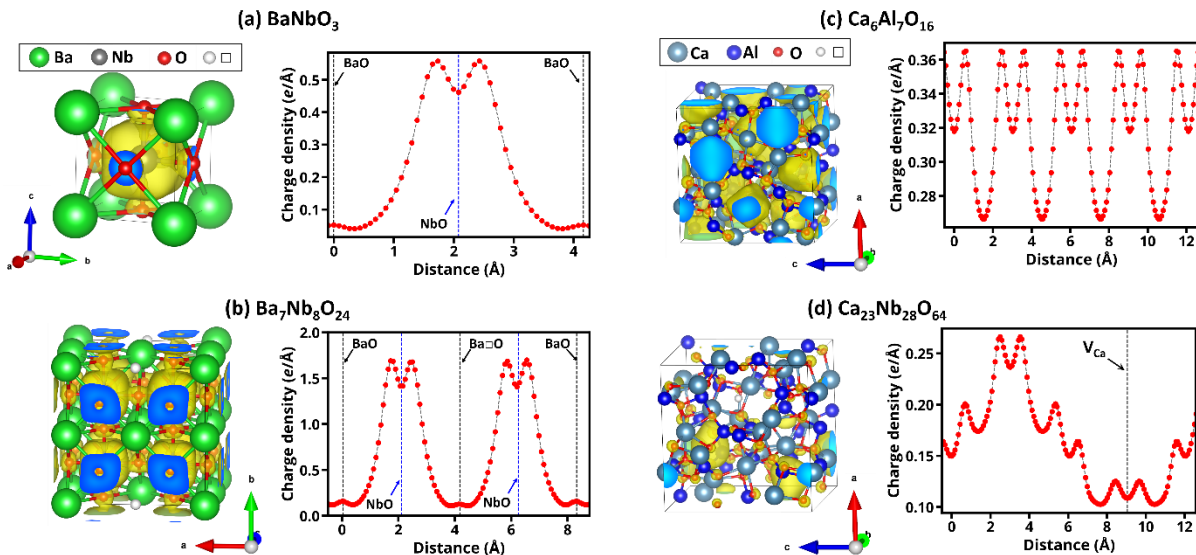 (a) BaNbO3
Ba Nb O □
c
a
b
Charge density (e/Å)
0.5
0.4
0.3
0.2
0.1
BaO
BaO
NbO
0 1 2 3 4
Distance (Å)
(c) Ca6Al7O16
Ca Al O □
a
b
c
Charge density (e/Å)
0.36
0.34
0.32
0.30
0.28
0 2 4 6 8 10 12
Distance (Å)
(b) Ba7Nb8O24
b
c
a
Charge density (e/Å)
2.0
1.5
1.0
0.5
0.0
BaO
Ba□O
BaO
NbO
NbO
0 2 4 6 8
Distance (Å)
(d) Ca23Nb28O64
a
b
c
Charge density (e/Å)
0.25
0.20
0.15
0.10
VCa
0 2 4 6 8 10 12
Distance (Å)